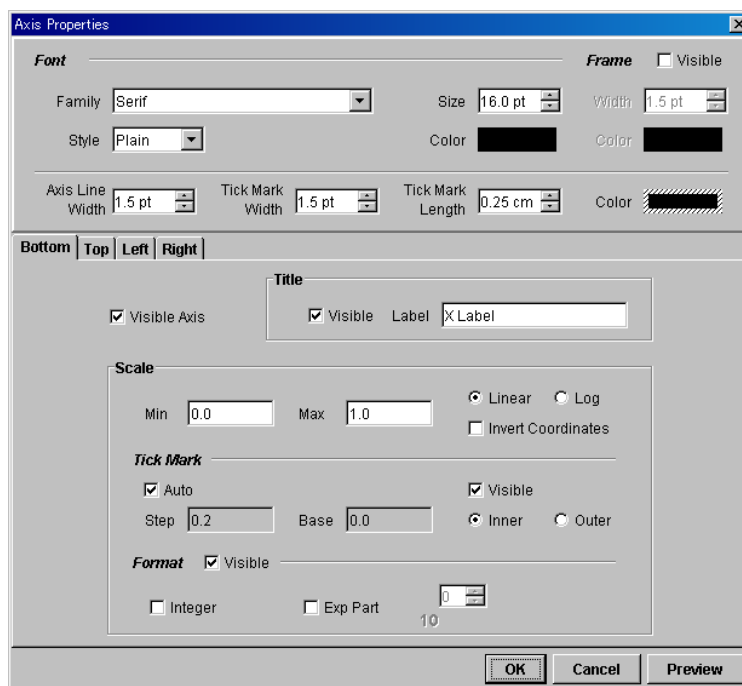 Axis Properties
Font Frame Visible
Family Serif Size 16.0 pt Width 1.5 pt
Style Plain Color Color
Axis Line Width 1.5 pt Tick Mark Width 1.5 pt Tick Mark Length 0.25 cm Color
Bottom Top Left Right
Title
Visible Axis Visible Label X Label
Scale
Min 0.0 Max 1.0 Linear Log
Invert Coordinates
Tick Mark
Auto Visible
Step 0.2 Base 0.0 Inner Outer
Format Visible
Integer Exp Part 10 0
OK Cancel Preview